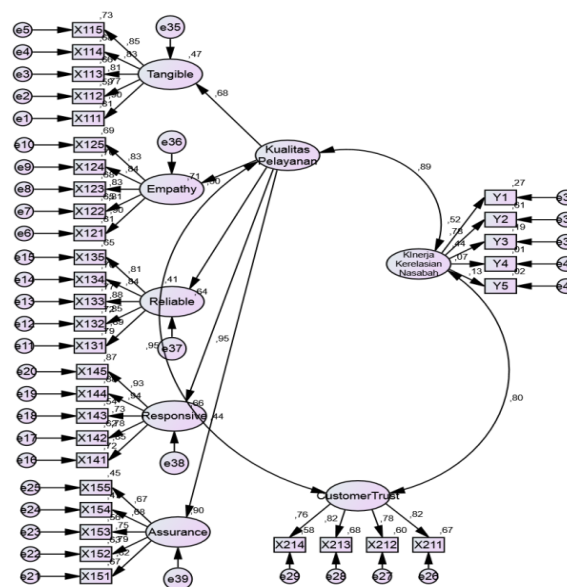 e5 X115 ,73
e4 X114
e3 X113
e2 X112
e1 X111 ,81
,85
,83
,81
,77
,90
e35
,47
Tangible
,68
e10 X125 ,69
e9 X124
e8 X123
e7 X122
e6 X121 ,81
,83
,84
,83
,81
,90
e36
,71
Empathy
Kualitas
Pelayanan
,89
e15 X135 ,65
e14 X134
e13 X133
e12 X132
e11 X131 ,79
,81
,84
,88
,85
,89
,41
,64
Reliable
e37
,95
,95
e20 X145 ,87
e19 X144
e18 X143 ,54
e17 X142
e16 X141 ,72
,93
,94
,73
,78
,85
,66
,44
Responsive
e38
e25 X155 ,45
e24 X154
e23 X153
e22 X152
e21 X151 ,67
,67
,68
,75
,79
,82
,90
Assurance
e39
Kinerja
Kerelasian
Nasabah
,52
,78
,44
,07
,13
Y1 ,27
Y2 ,61
Y3 ,19
Y4 ,01
Y5 ,02
,80
CustomerTrust
,76 ,82 ,78 ,82
,58 ,68 ,60 ,67
X214 X213 X212 X211
e29 e28 e27 e26